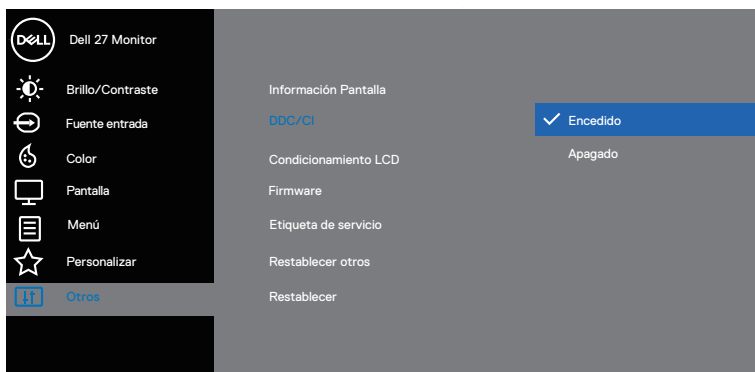 DELL
Dell 27 Monitor
Brillo/Contraste
Fuente entrada
Color
Pantalla
Menú
Personalizar
Otros
Información Pantalla
DDC/CI
Condicionamiento LCD
Firmware
Etiqueta de servicio
Restablecer otros
Restablecer
Encedido
Apagado